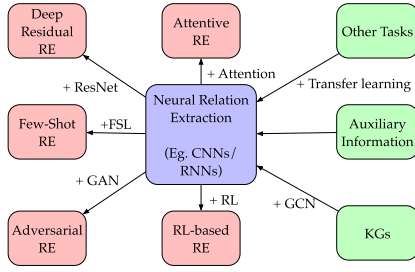 Deep
Residual
RE
Attentive
RE
Other Tasks
+ ResNet
+ Attention
+ Transfer learning
Neural Relation
Extraction
(Eg. CNNs/
RNNs)
Few-Shot
RE
+FSL
Auxiliary
Information
+ GAN
+ RL
+ GCN
Adversarial
RE
RL-based
RE
KGs